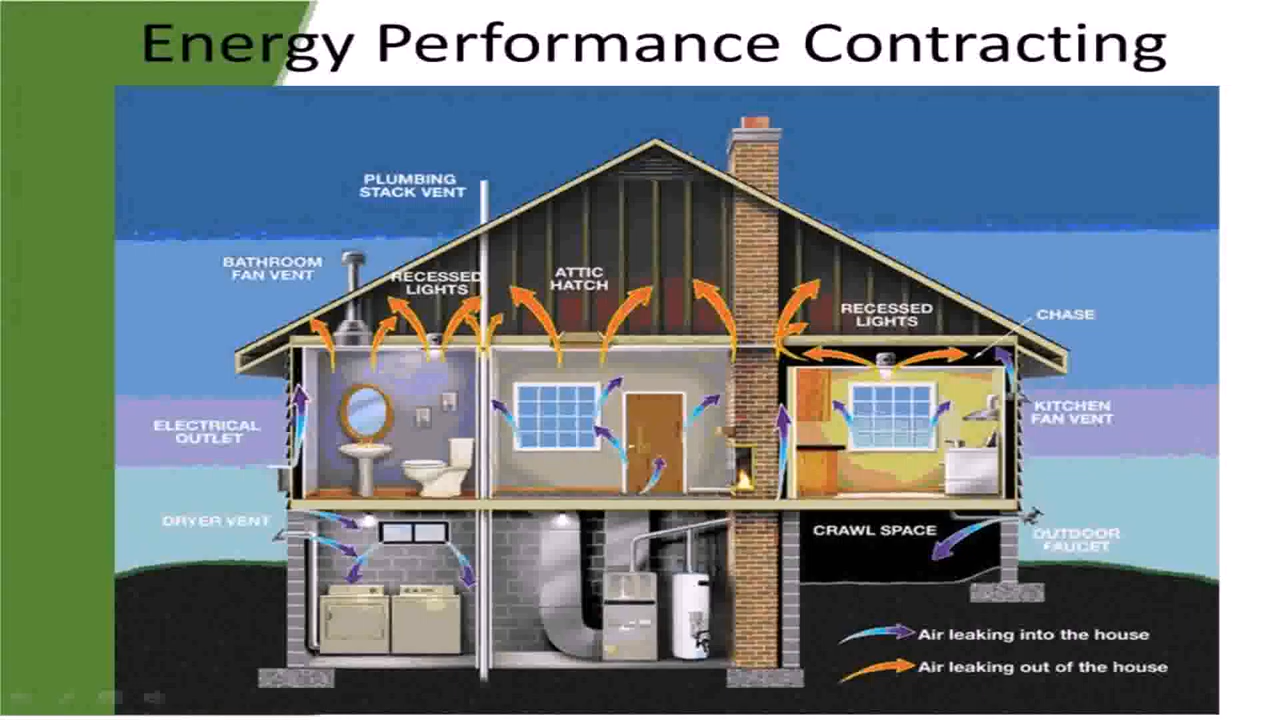 Energy Performance Contracting
PLUMBING
STACK VENT
BATHROOM
FAN VENT
RECESSED
LIGHTS
ATTIC
HATCH
RECESSED
LIGHTS
CHASE
ELECTRICAL
OUTLET
KITCHEN
FAN VENT
DRYER VENT
CRAWL SPACE
OUTDOOR
FAUCET
Air leaking into the house
Air leaking out of the house